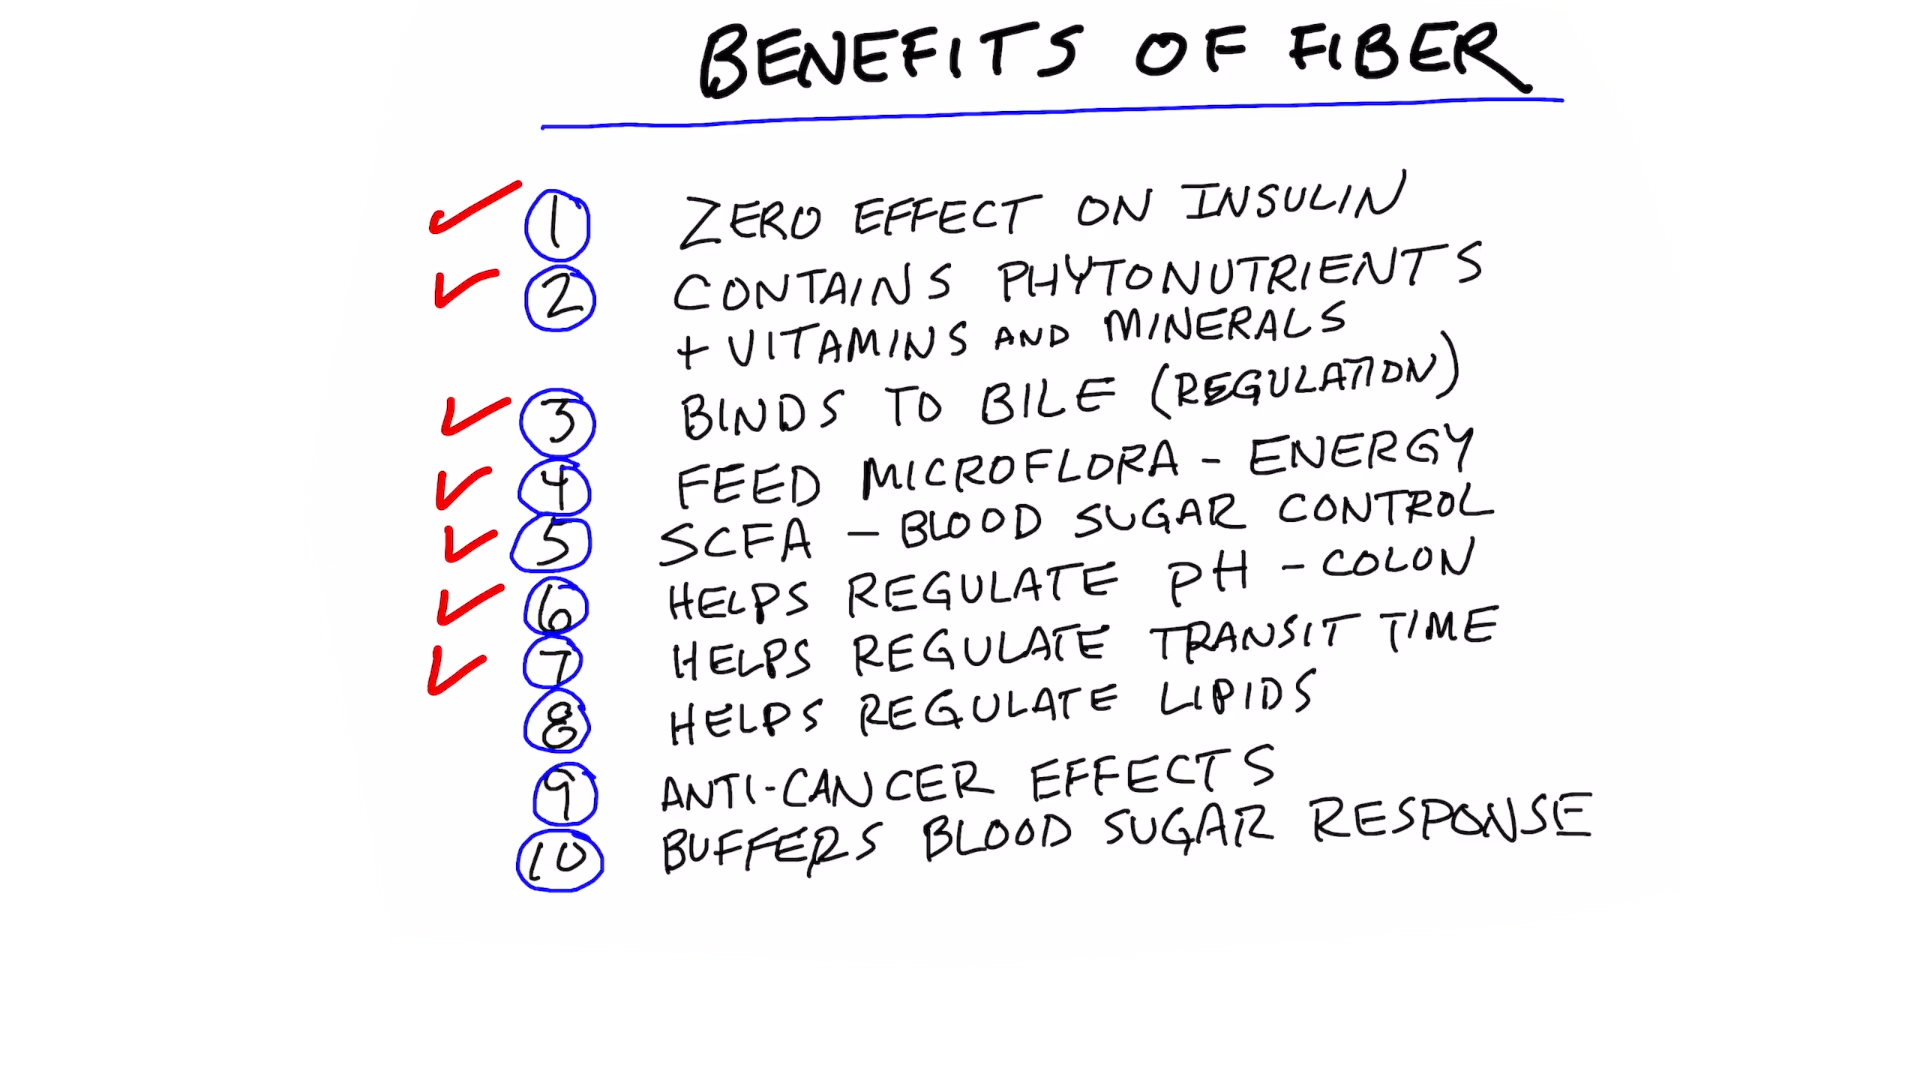 BENEFITS OF FIBER
1 ZERO EFFECT ON INSULIN
2 CONTAINS PHYTONUTRIENTS
+ VITAMINS AND MINERALS
3 BINDS TO BILE (REGULATION)
4 FEED MICROFLORA - ENERGY
5 SCFA - BLOOD SUGAR CONTROL
6 HELPS REGULATE PH - COLON
7 HELPS REGULATE TRANSIT TIME
8 HELPS REGULATE LIPIDS
9 ANTI-CANCER EFFECTS
10 BUFFERS BLOOD SUGAR RESPONSE